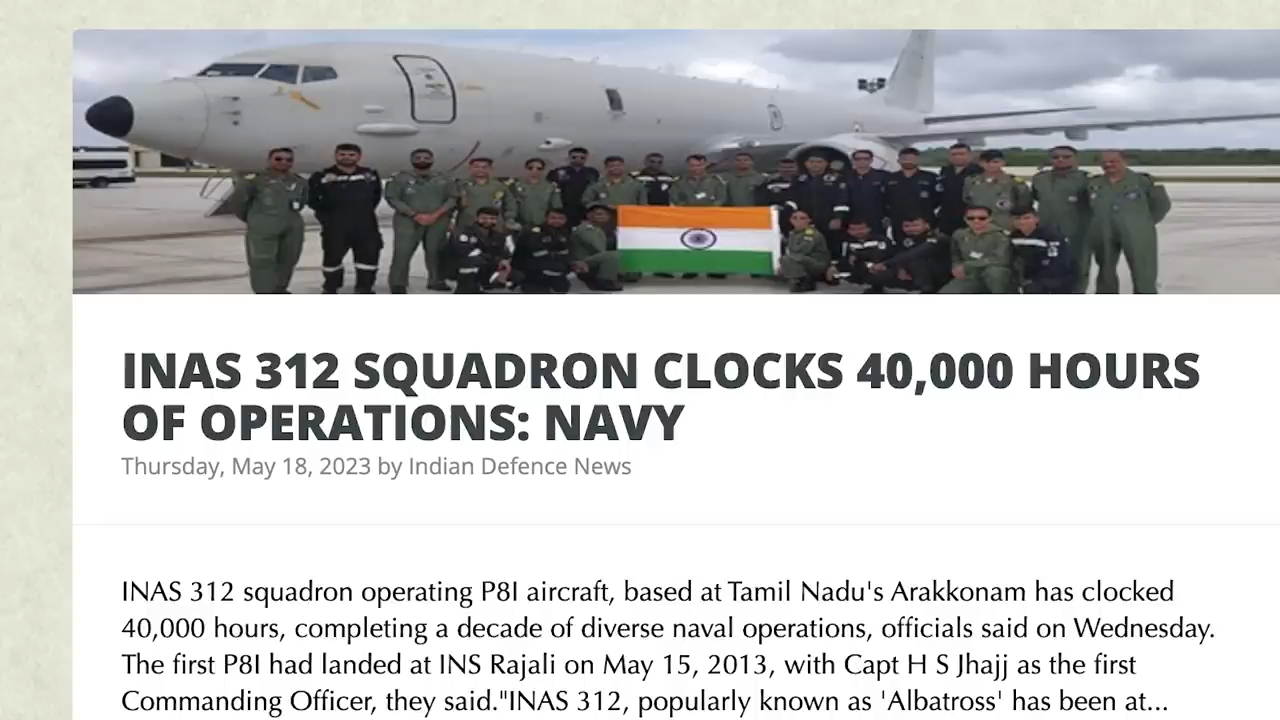 INAS 312 SQUADRON CLOCKS 40,000 HOURS
OF OPERATIONS: NAVY
Thursday, May 18, 2023 by Indian Defence News
INAS 312 squadron operating P8I aircraft, based at Tamil Nadu's Arakkonam has clocked
40,000 hours, completing a decade of diverse naval operations, officials said on Wednesday.
The first P8I had landed at INS Rajali on May 15, 2013, with Capt H S Jhajj as the first
Commanding Officer, they said."INAS 312, popularly known as 'Albatross' has been at...